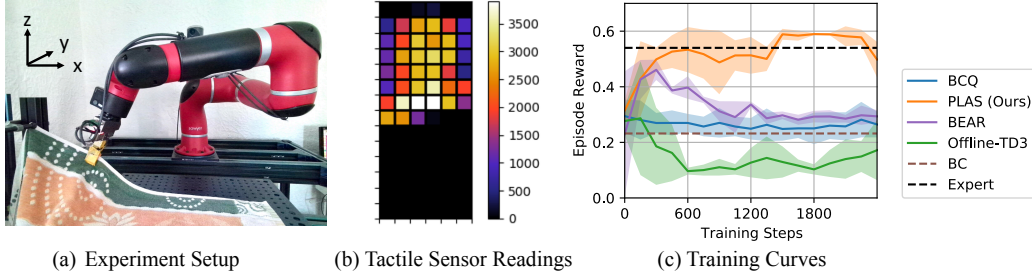 z
y
x
3500
3000
2500
2000
1500
1000
500
0
Episode Reward
0.6
0.4
0.2
0.0
0 600 1200 1800
Training Steps
BCQ
PLAS (Ours)
BEAR
Offline-TD3
BC
Expert
(a) Experiment Setup
(b) Tactile Sensor Readings
(c) Training Curves